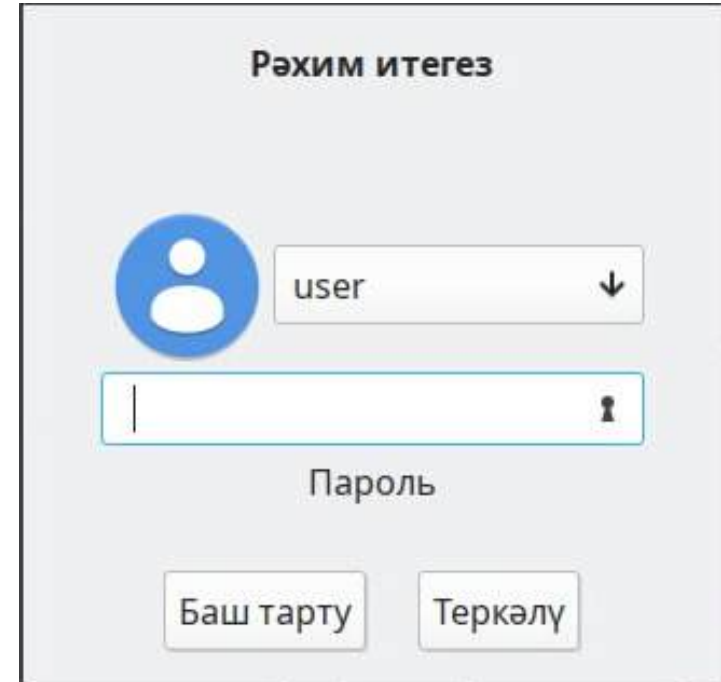 Рәхим итегез
user
Пароль
Баш тарту
Теркәлү